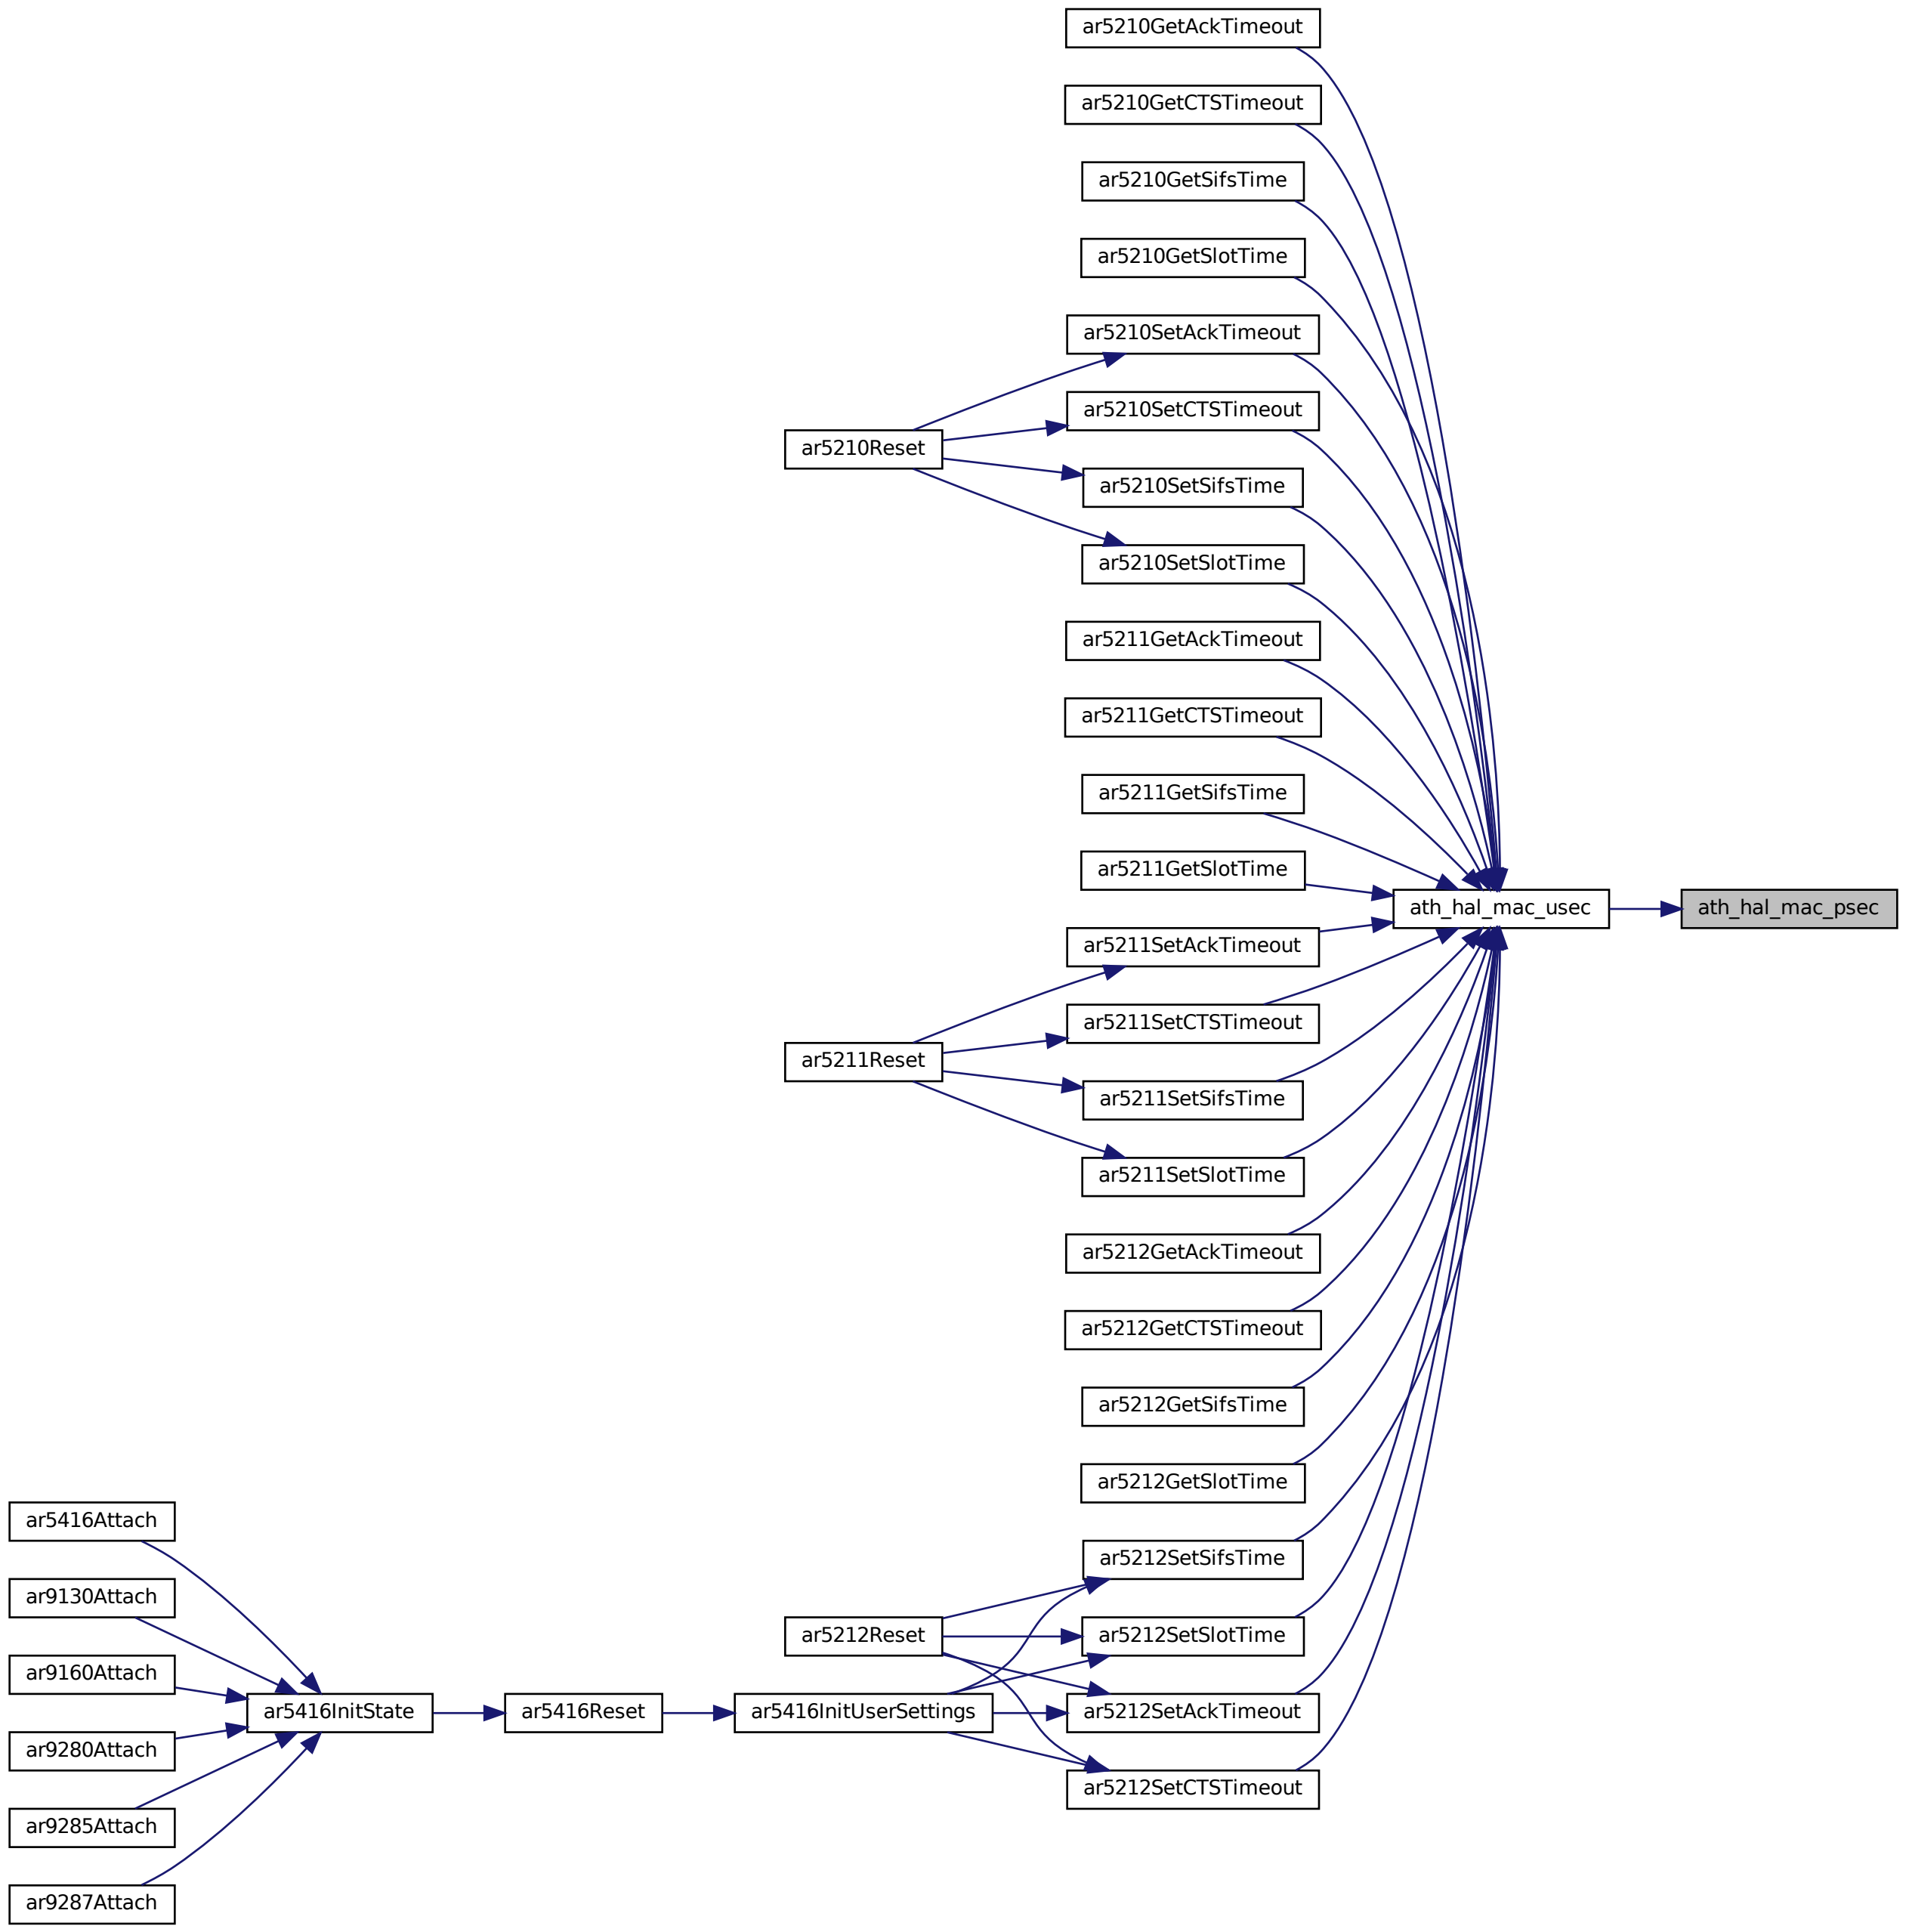 ar5210GetAckTimeout
ar5210GetCTSTimeout
ar5210GetSifsTime
ar5210GetSlotTime
ar5210SetAckTimeout
ar5210SetCTSTimeout
ar5210Reset
ar5210SetSifsTime
ar5210SetSlotTime
ar5211GetAckTimeout
ar5211GetCTSTimeout
ar5211GetSifsTime
ar5211GetSlotTime
ath_hal_mac_usec
ath_hal_mac_psec
ar5211SetAckTimeout
ar5211SetCTSTimeout
ar5211Reset
ar5211SetSifsTime
ar5211SetSlotTime
ar5212GetAckTimeout
ar5212GetCTSTimeout
ar5212GetSifsTime
ar5212GetSlotTime
ar5416Attach
ar5212SetSifsTime
ar9130Attach
ar5212Reset
ar5212SetSlotTime
ar9160Attach
ar5416InitState
ar5416Reset
ar5416InitUserSettings
ar5212SetAckTimeout
ar9280Attach
ar5212SetCTSTimeout
ar9285Attach
ar9287Attach